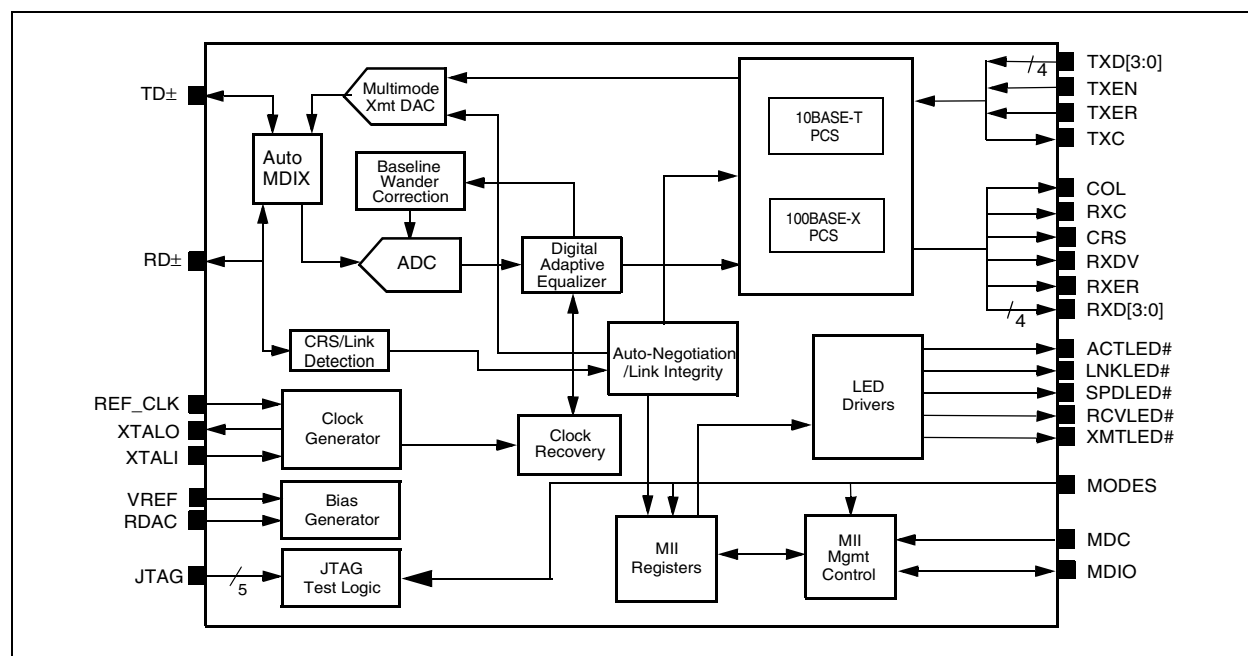 TD±
RD±
REF_CLK
XTALO
XTALI
VREF
RDAC
JTAG
5
Multimode
Xmt DAC
Auto
MDIX
Baseline
Wander
Correction
ADC
Digital
Adaptive
Equalizer
CRS/Link
Detection
Auto-Negotiation
/Link Integrity
Clock
Generator
Clock
Recovery
Bias
Generator
JTAG
Test Logic
10BASE-T
PCS
100BASE-X
PCS
LED
Drivers
MII
Registers
MII
Mgmt
Control
4
TXD[3:0]
TXEN
TXER
TXC
COL
RXC
CRS
RXDV
RXER
RXD[3:0]
4
ACTLED#
LNKLED#
SPDLED#
RCVLED#
XMTLED#
MODES
MDC
MDIO